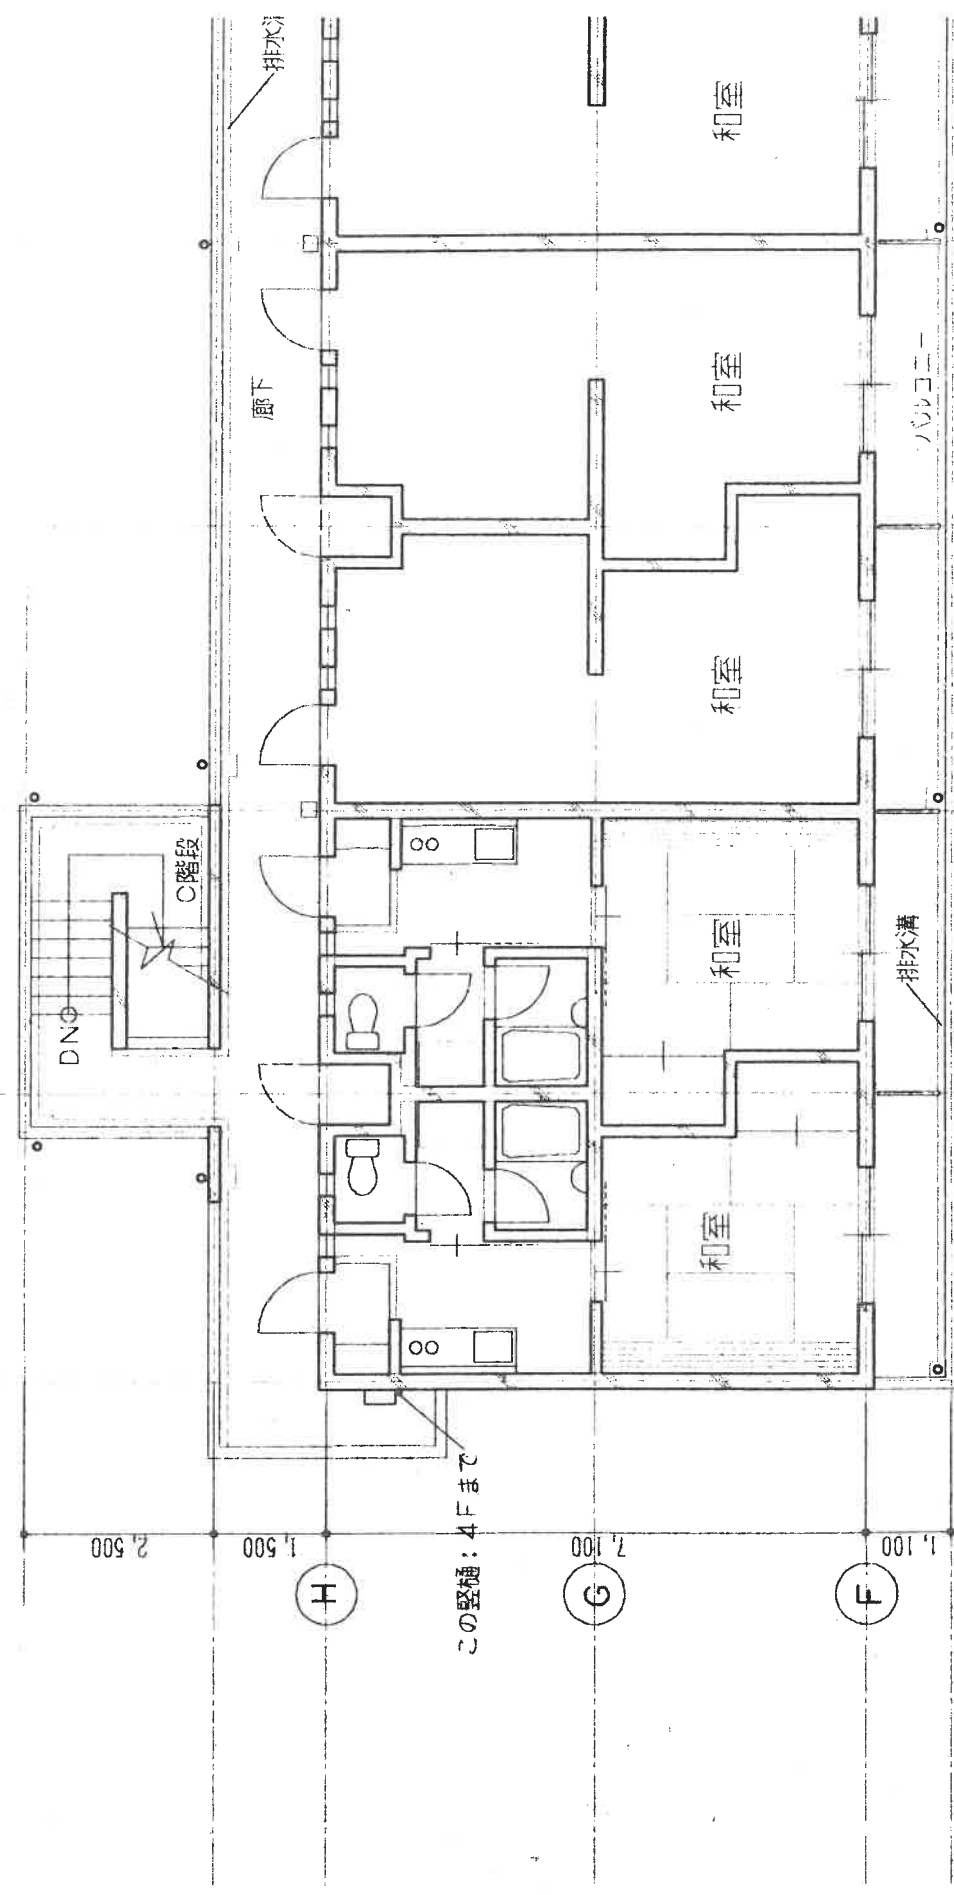 排水
和室
廊下
和室
バルコニー
和室
C階段
DN
和室
排水溝
和室
この竪樋：4Fまで
2,500
1,500
7,100
1,100
H
G
F